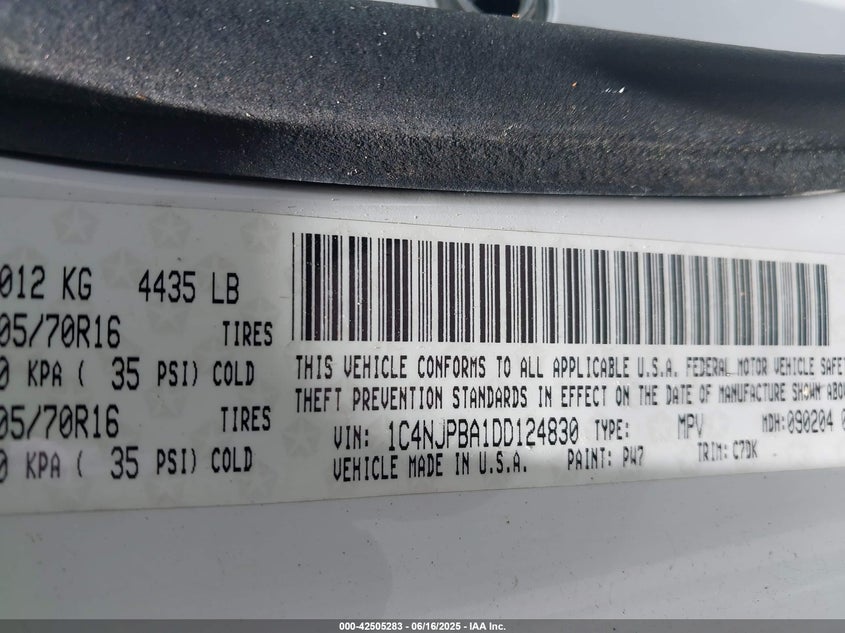 012 KG 4435 LB
05/70R16 TIRES
0 KPA ( 35 PSI) COLD
05/70R16 TIRES
0 KPA ( 35 PSI) COLD
THIS VEHICLE CONFORMS TO ALL APPLICABLE U.S.A. FEDERAL MOTOR VEHICLE SAFET
THEFT PREVENTION STANDARDS IN EFFECT ON THE DATE OF MANUFACTURE SHOWN ABOV
VIN: 1C4NJPBA1DD124830 TYPE: MPV MDH: 090204 0
VEHICLE MADE IN U.S.A. PAINT: PW7 TRIM: C7DK
000-42505283 - 06/16/2025 - IAA Inc.